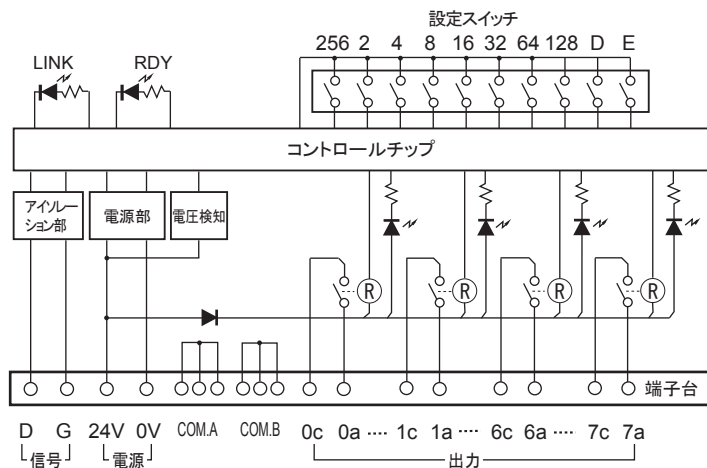 設定スイッチ
256 2 4 8 16 32 64 128 D E
LINK RDY
コントロールチップ
アイソレー
ション部
電源部
電圧検知
R R R R
端子台
D G 24V 0V COM.A COM.B 0c 0a ···· 1c 1a ···· 6c 6a ···· 7c 7a
信号 電源 出力